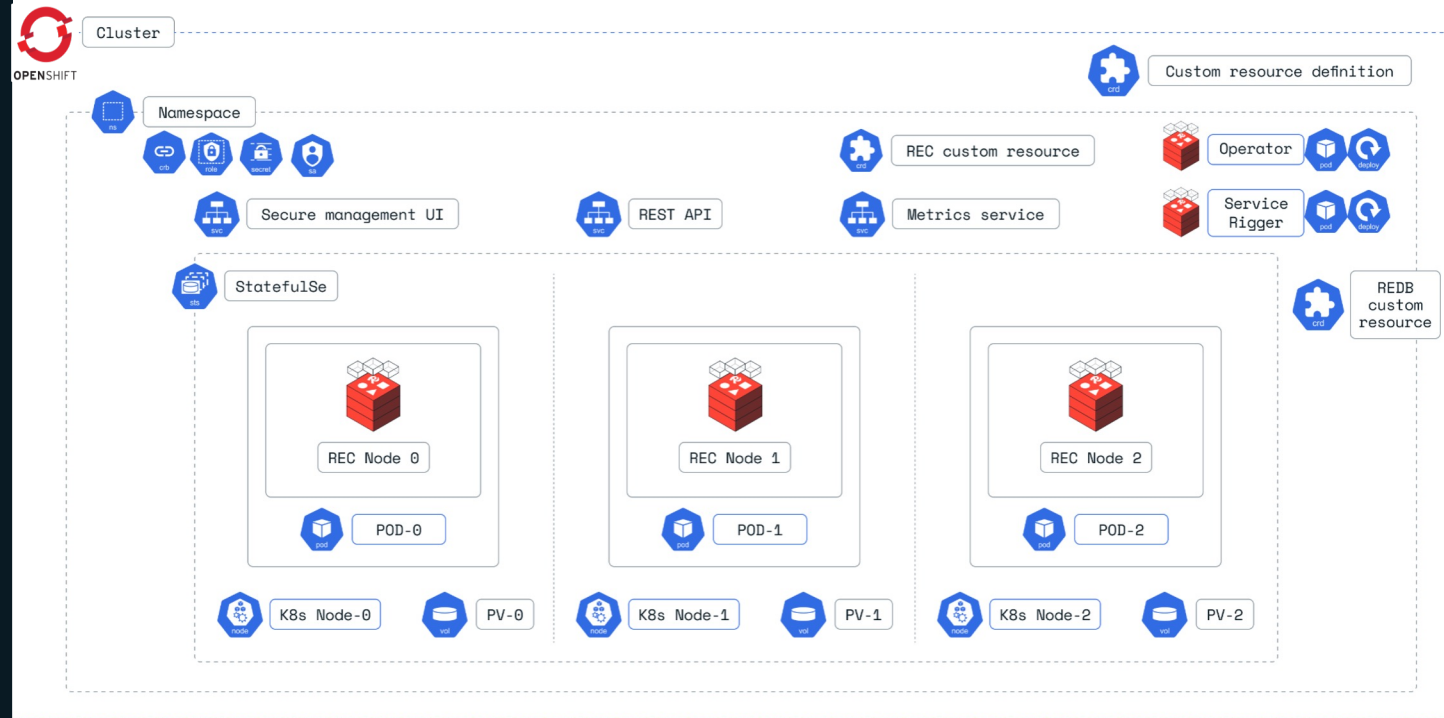 Cluster
OPENSHIFT
Custom resource definition
crd
Namespace
ns
crb
role
secret
sa
crd
REC custom resource
Operator
pod
deploy
svc
Secure management UI
svc
REST API
svc
Metrics service
Service
Rigger
pod
deploy
sts
StatefulSe
crd
REDB
custom
resource
REC Node 0
REC Node 1
REC Node 2
pod
POD-0
pod
POD-1
pod
POD-2
node
K8s Node-0
vol
PV-0
node
K8s Node-1
vol
PV-1
node
K8s Node-2
vol
PV-2